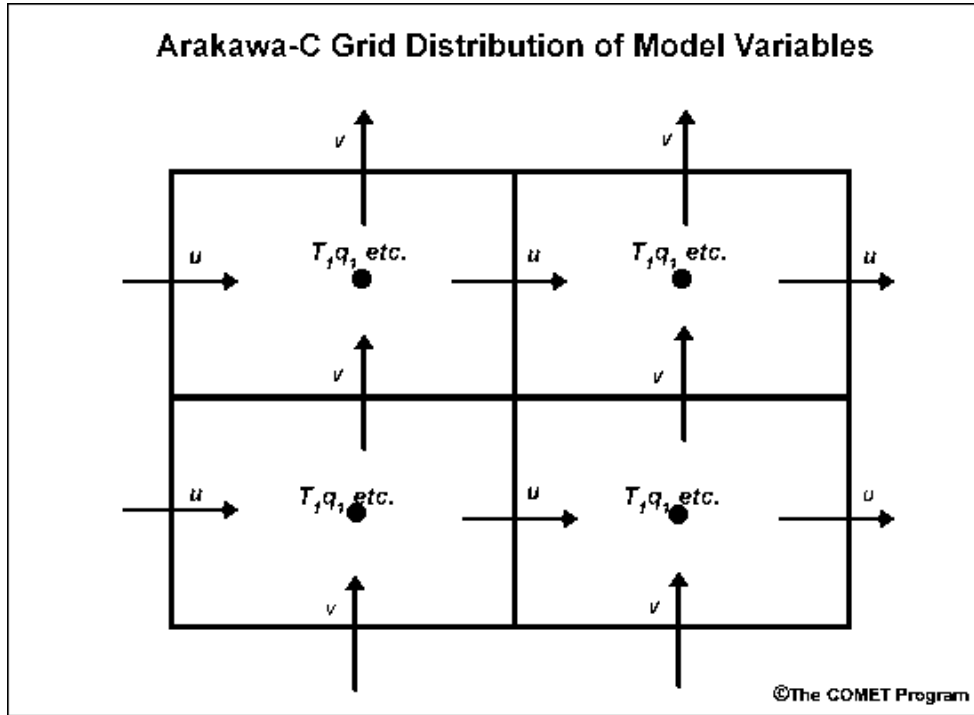 Arakawa-C Grid Distribution of Model Variables
v v
T₁q₁ etc. T₁q₁ etc.
u u u
v v
T₁q₁ etc. T₁q₁ etc.
u u u
v v
©The COMET Program